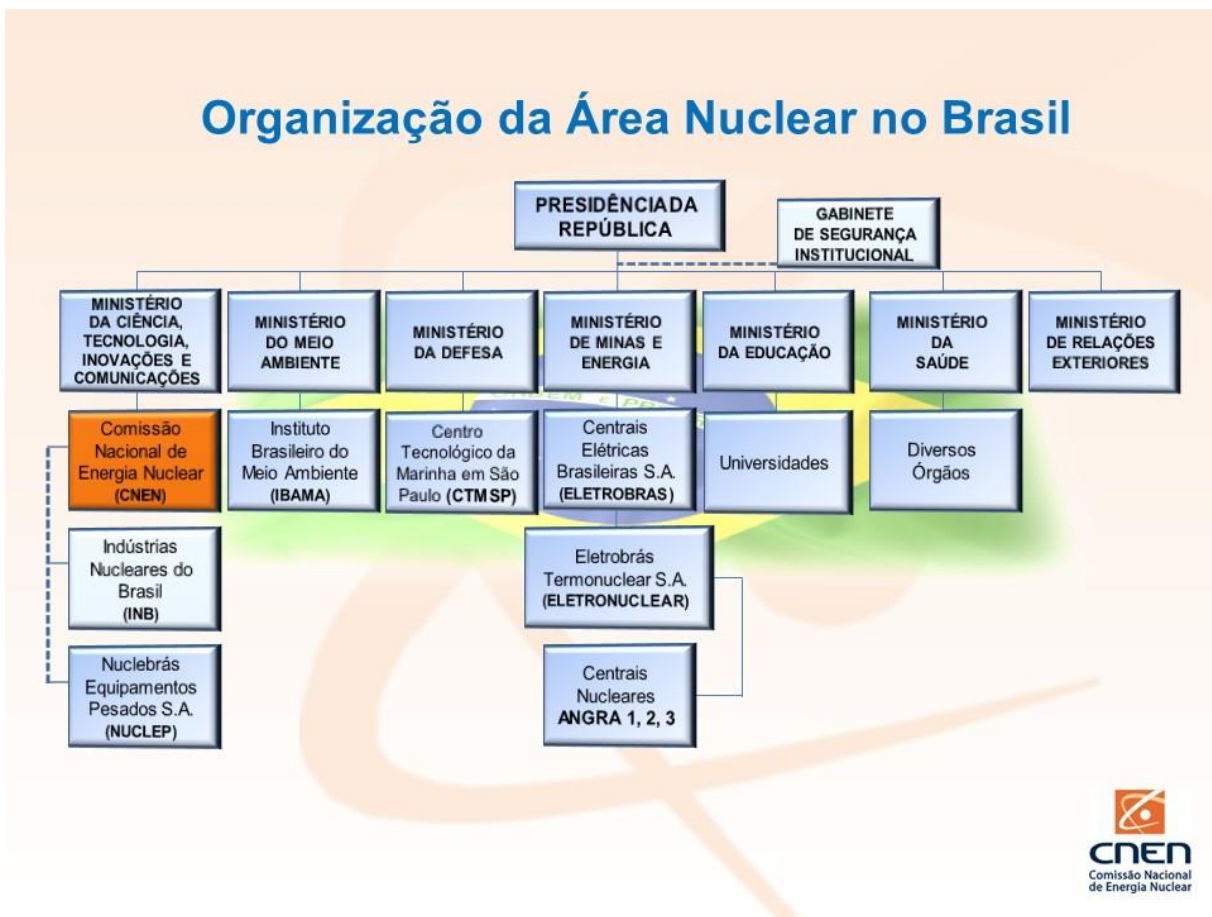 Organização da Área Nuclear no Brasil
PRESIDÊNCIA DA
REPÚBLICA
GABINETE
DE SEGURANÇA
INSTITUCIONAL
MINISTÉRIO
DA CIÊNCIA,
TECNOLOGIA,
INOVAÇÕES E
COMUNICAÇÕES
MINISTÉRIO
DO MEIO
AMBIENTE
MINISTÉRIO
DA DEFESA
MINISTÉRIO
DE MINAS E
ENERGIA
MINISTÉRIO
DA EDUCAÇÃO
MINISTÉRIO
DA
SAÚDE
MINISTÉRIO
DE RELAÇÕES
EXTERIORES
Comissão
Nacional de
Energia Nuclear
(CNEN)
Instituto
Brasileiro do
Meio Ambiente
(IBAMA)
Centro
Tecnológico da
Marinha em São
Paulo (CTMSP)
Centrais
Elétricas
Brasileiras S.A.
(ELETROBRAS)
Universidades
Diversos
Órgãos
Indústrias
Nucleares do
Brasil
(INB)
Eletrobrás
Termonuclear S.A.
(ELETRONUCLEAR)
Nuclebrás
Equipamentos
Pesados S.A.
(NUCLEP)
Centrais
Nucleares
ANGRA 1, 2, 3
CNEN
Comissão Nacional
de Energia Nuclear